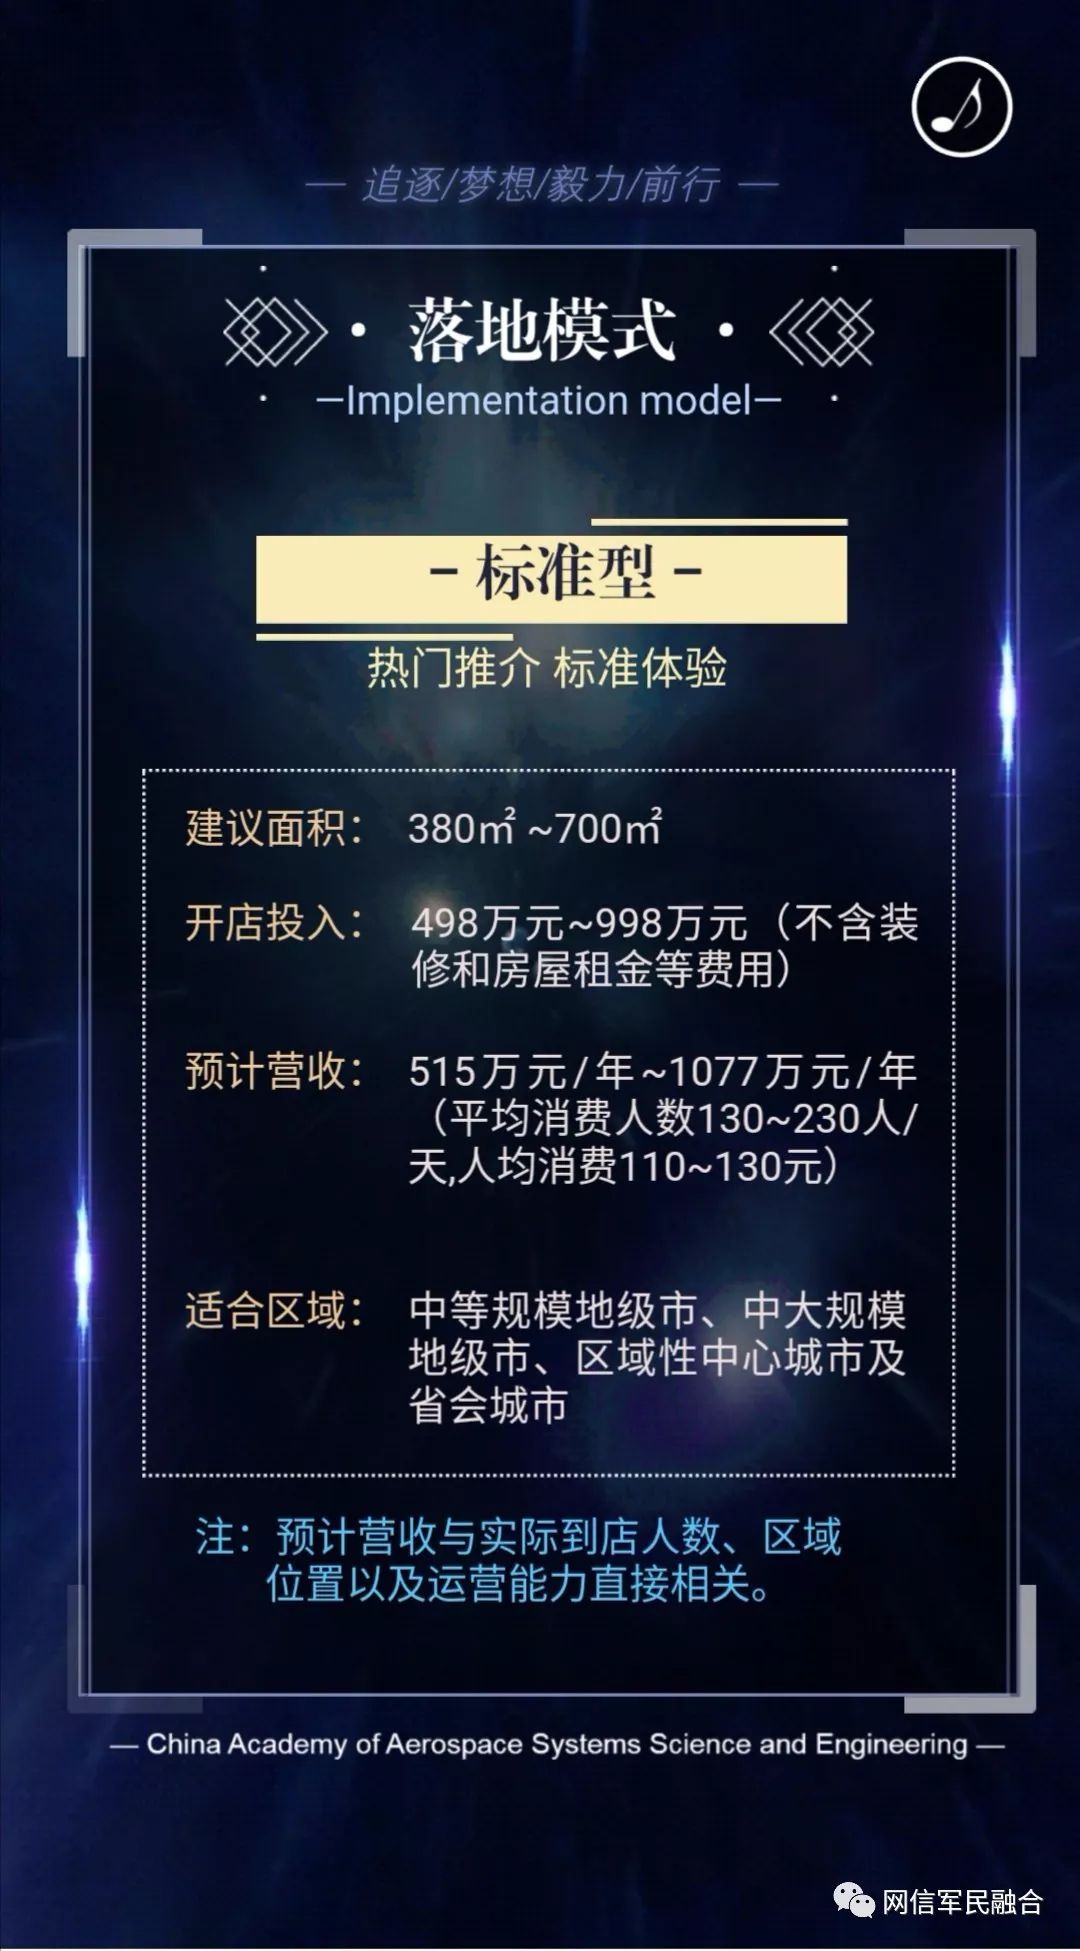 — 追逐/梦想/毅力/前行 —
· 落地模式 ·
—Implementation model—
- 标准型 -
热门推介 标准体验
建议面积： 380㎡ ~700㎡
开店投入： 498万元~998万元（不含装
修和房屋租金等费用）
预计营收： 515万元/年~1077万元/年
（平均消费人数130~230人/
天,人均消费110~130元）
适合区域： 中等规模地级市、中大规模
地级市、区域性中心城市及
省会城市
注：预计营收与实际到店人数、区域
位置以及运营能力直接相关。
— China Academy of Aerospace Systems Science and Engineering —
网信军民融合